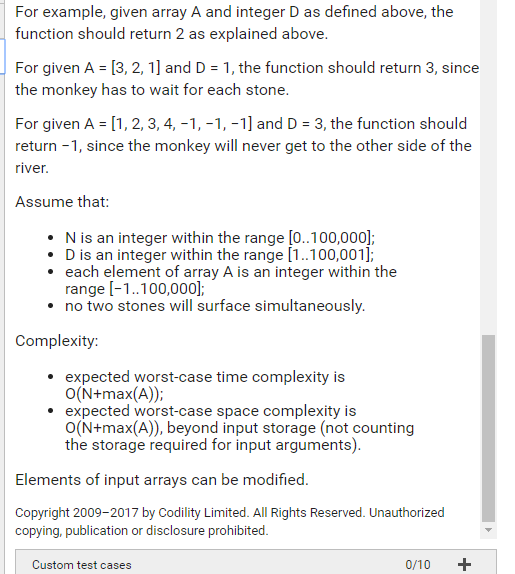 For example, given array A and integer D as defined above, the
function should return 2 as explained above.
For given A = [3, 2, 1] and D = 1, the function should return 3, since
the monkey has to wait for each stone.
For given A = [1, 2, 3, 4, −1, −1, −1] and D = 3, the function should
return −1, since the monkey will never get to the other side of the
river.
Assume that:
• N is an integer within the range [0..100,000];
• D is an integer within the range [1..100,001];
• each element of array A is an integer within the
range [−1..100,000];
• no two stones will surface simultaneously.
Complexity:
• expected worst-case time complexity is
O(N+max(A));
• expected worst-case space complexity is
O(N+max(A)), beyond input storage (not counting
the storage required for input arguments).
Elements of input arrays can be modified.
Copyright 2009–2017 by Codility Limited. All Rights Reserved. Unauthorized
copying, publication or disclosure prohibited.
Custom test cases 0/10 +